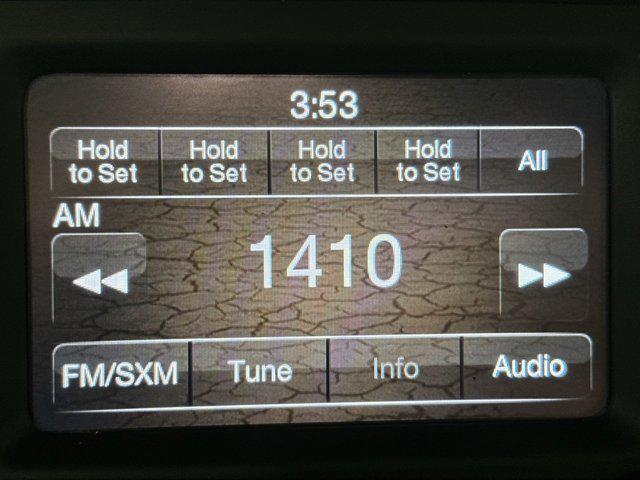 3:53
Hold to Set Hold to Set Hold to Set Hold to Set All
AM
1410
FM/SXM Tune Info Audio